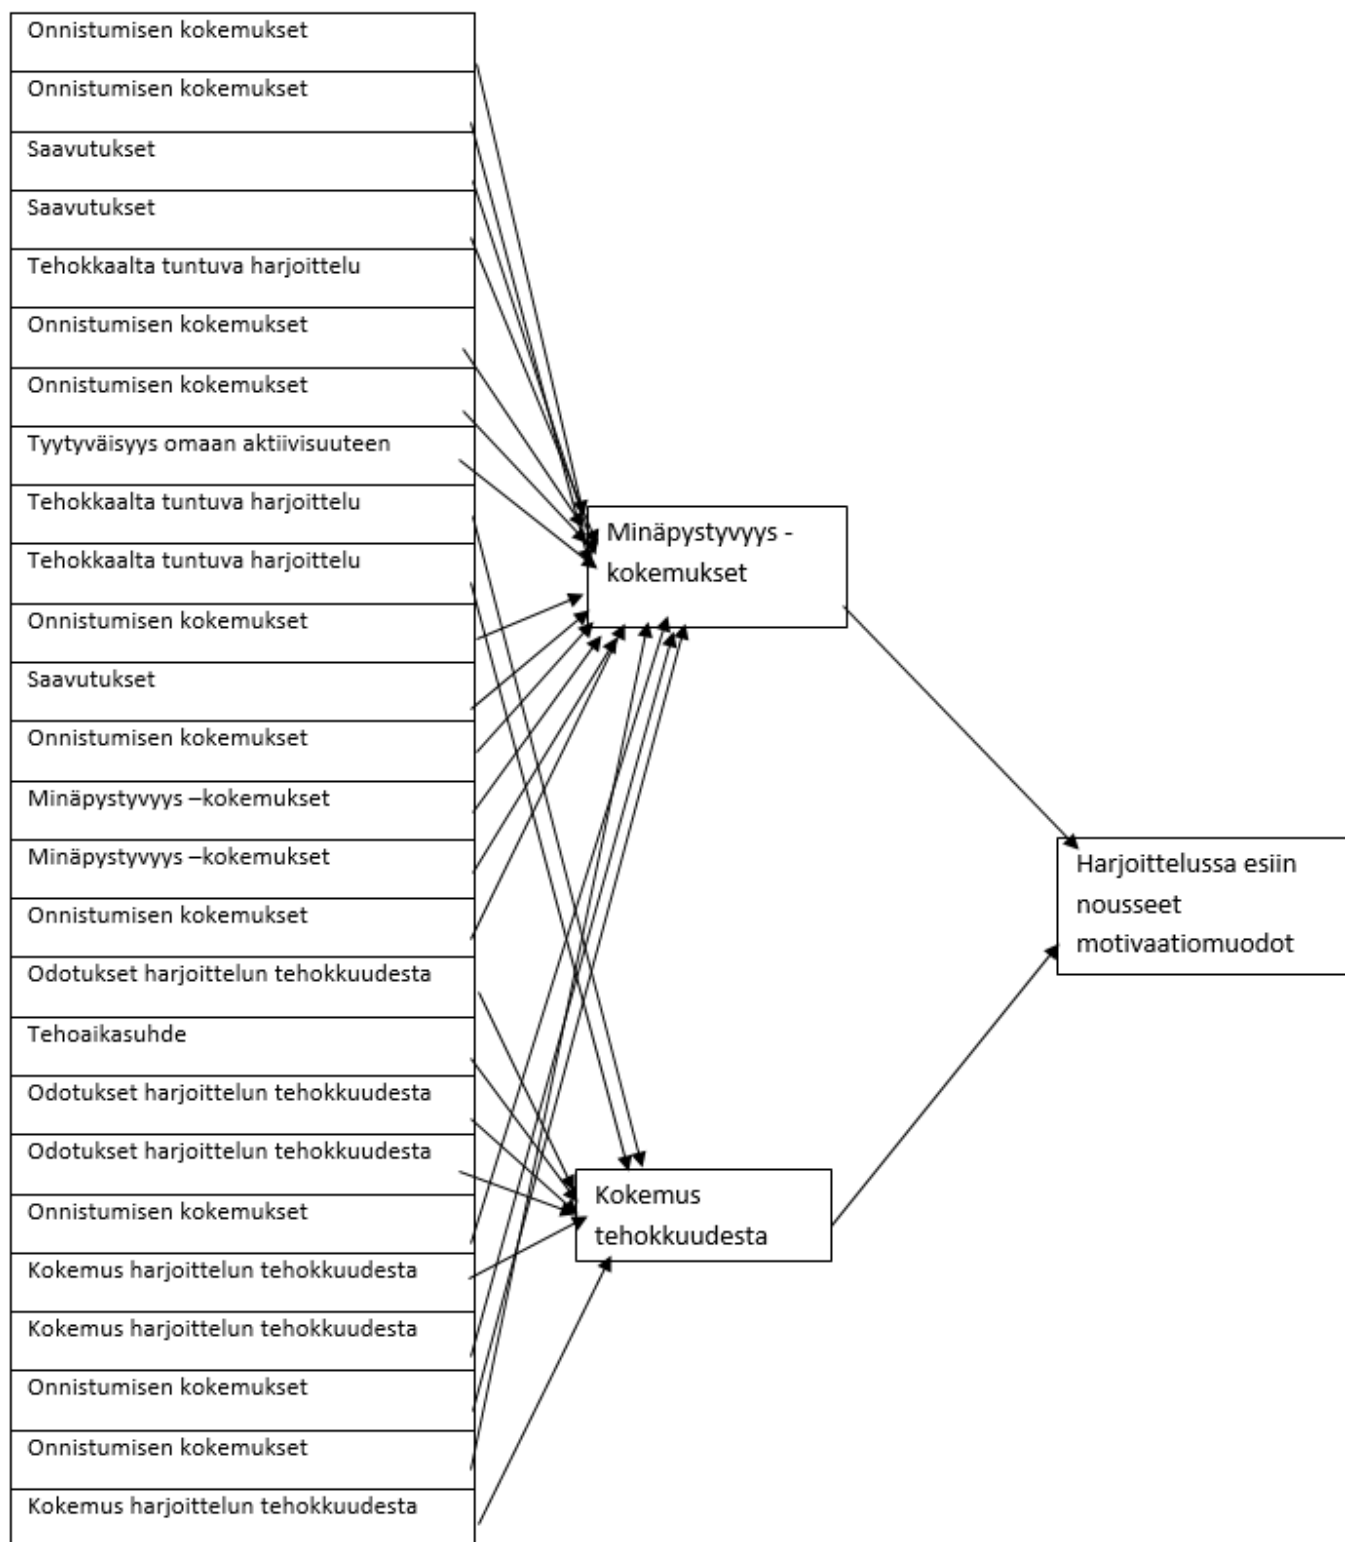 Onnistumisen kokemukset
Onnistumisen kokemukset
Saavutukset
Saavutukset
Tehokkaalta tuntuva harjoittelu
Onnistumisen kokemukset
Onnistumisen kokemukset
Tyytyväisyys omaan aktiivisuuteen
Tehokkaalta tuntuva harjoittelu
Tehokkaalta tuntuva harjoittelu
Onnistumisen kokemukset
Saavutukset
Onnistumisen kokemukset
Minäpystyvyys –kokemukset
Minäpystyvyys –kokemukset
Onnistumisen kokemukset
Odotukset harjoittelun tehokkuudesta
Tehoaikasuhde
Odotukset harjoittelun tehokkuudesta
Odotukset harjoittelun tehokkuudesta
Onnistumisen kokemukset
Kokemus harjoittelun tehokkuudesta
Kokemus harjoittelun tehokkuudesta
Onnistumisen kokemukset
Onnistumisen kokemukset
Kokemus harjoittelun tehokkuudesta
Minäpystyvyys -
kokemukset
Kokemus
tehokkuudesta
Harjoittelussa esiin
nousseet
motivaatiomuodot